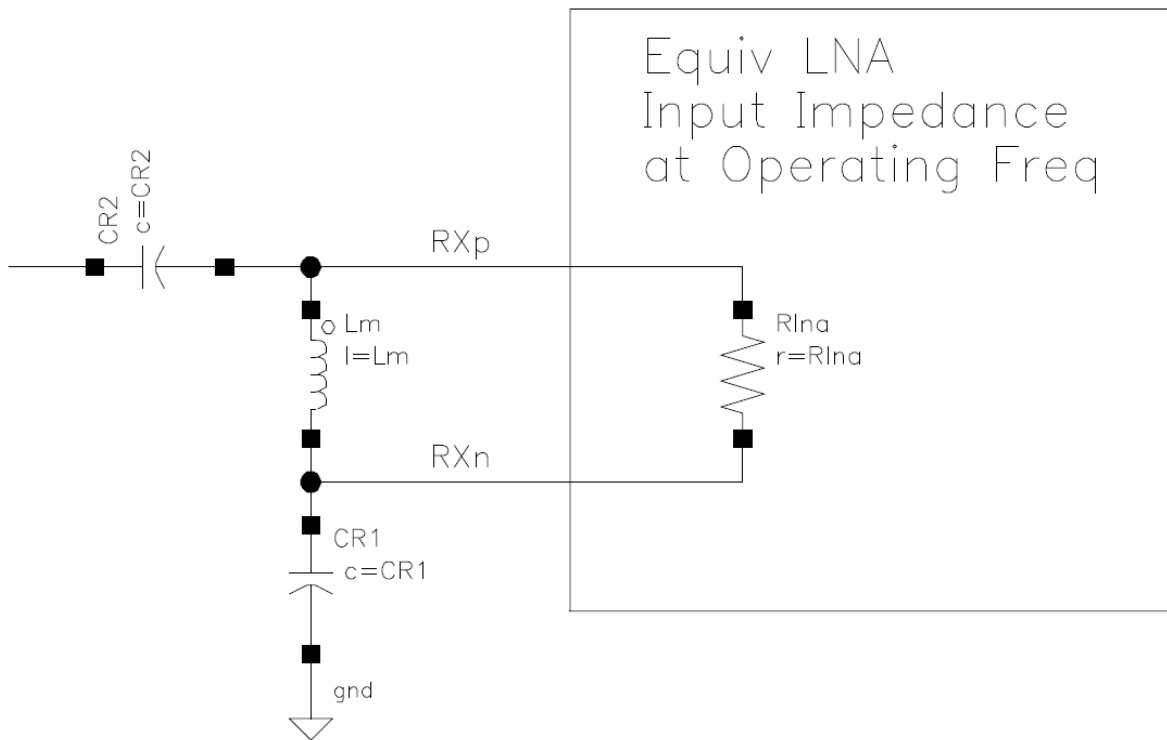 Equiv LNA
Input Impedance
at Operating Freq
CR2
c=CR2
RXp
Lm
l=Lm
Rlna
r=Rlna
RXn
CR1
c=CR1
gnd